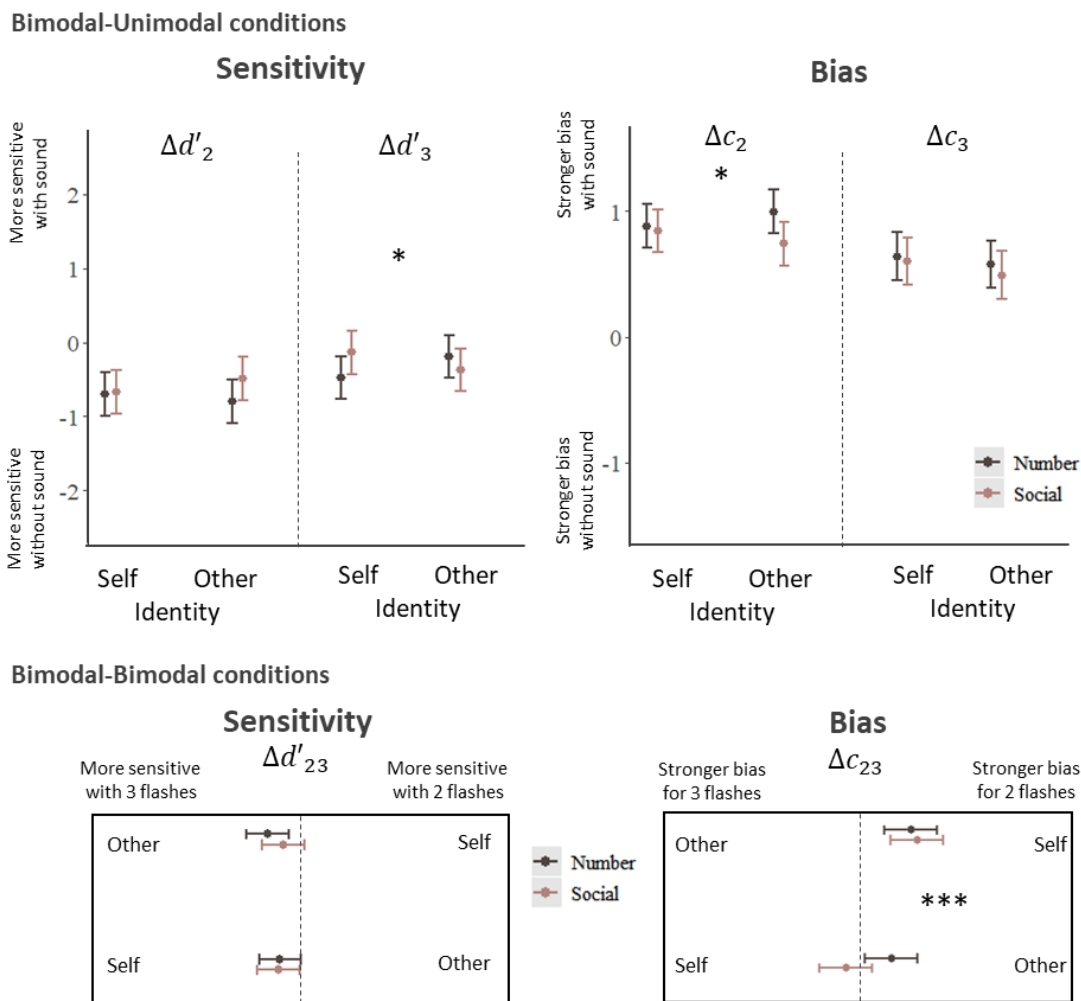 Bimodal-Unimodal conditions
Sensitivity
More sensitive
with sound
More sensitive
without sound
Δd′₂
Δd′₃
*
2
1
0
-1
-2
Self
Other
Self
Other
Identity
Identity
Bias
Stronger bias
with sound
Stronger bias
without sound
Δc₂
Δc₃
*
1
0
-1
Number
Social
Self
Other
Self
Other
Identity
Identity
Bimodal-Bimodal conditions
Sensitivity
Δd′₂₃
More sensitive
with 3 flashes
More sensitive
with 2 flashes
Other
Self
Self
Other
Number
Social
Bias
Δc₂₃
Stronger bias
for 3 flashes
Stronger bias
for 2 flashes
Other
Self
***
Self
Other